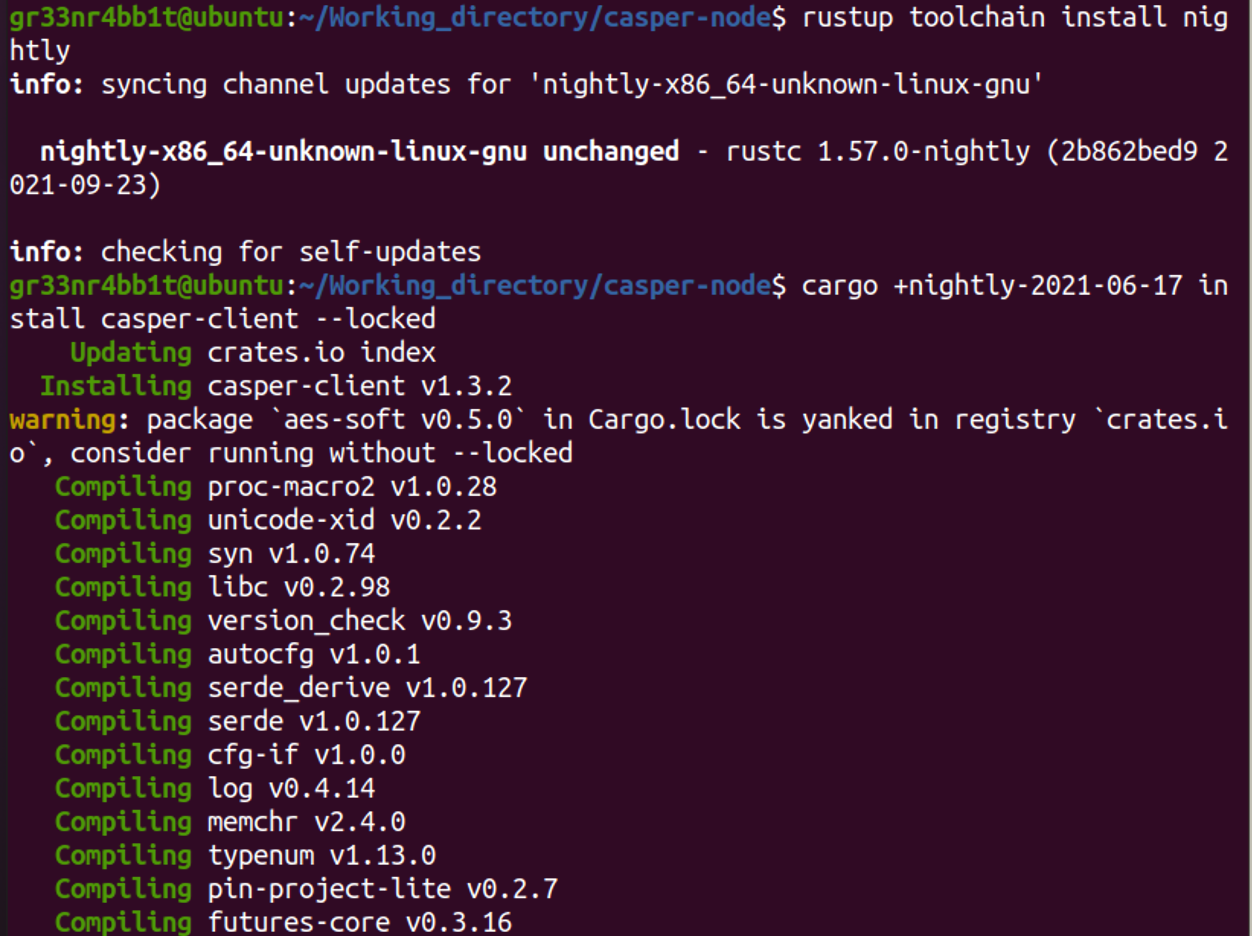 gr33nr4bb1t@ubuntu:~/Working_directory/casper-node$ rustup toolchain install nig
htly
info: syncing channel updates for 'nightly-x86_64-unknown-linux-gnu'
nightly-x86_64-unknown-linux-gnu unchanged - rustc 1.57.0-nightly (2b862bed9 2
021-09-23)
info: checking for self-updates
gr33nr4bb1t@ubuntu:~/Working_directory/casper-node$ cargo +nightly-2021-06-17 in
stall casper-client --locked
Updating crates.io index
Installing casper-client v1.3.2
warning: package `aes-soft v0.5.0` in Cargo.lock is yanked in registry `crates.i
o`, consider running without --locked
Compiling proc-macro2 v1.0.28
Compiling unicode-xid v0.2.2
Compiling syn v1.0.74
Compiling libc v0.2.98
Compiling version_check v0.9.3
Compiling autocfg v1.0.1
Compiling serde_derive v1.0.127
Compiling serde v1.0.127
Compiling cfg-if v1.0.0
Compiling log v0.4.14
Compiling memchr v2.4.0
Compiling typenum v1.13.0
Compiling pin-project-lite v0.2.7
Compiling futures-core v0.3.16